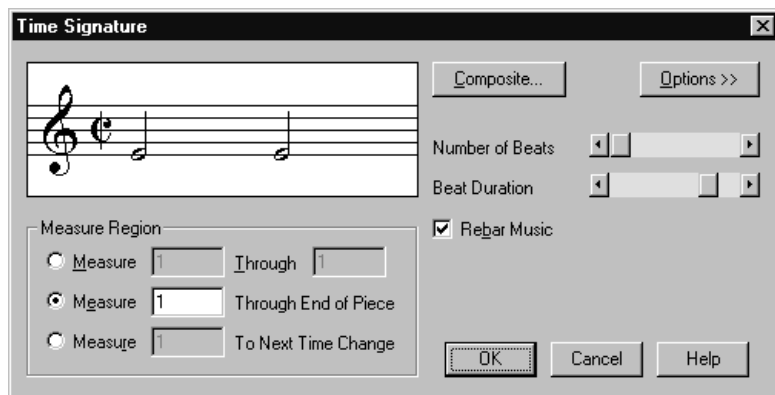 Time Signature
Composite...
Options >>
Number of Beats
Beat Duration
Rebar Music
Measure Region
Measure 1 Through 1
Measure 1 Through End of Piece
Measure 1 To Next Time Change
OK Cancel Help